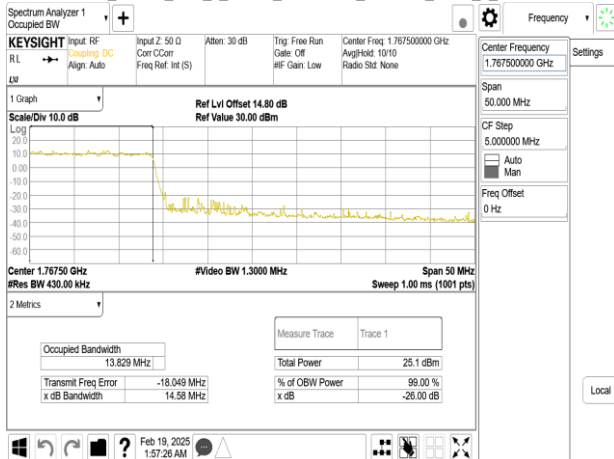 Spectrum Analyzer 1
Occupied BW
+
Frequency
KEYSIGHT
RL
LXI
Input: RF
Coupling: DC
Align: Auto
Input Z: 50 Ω
Corr CCorr
Freq Ref: Int (S)
Atten: 30 dB
Trig: Free Run
Gate: Off
#IF Gain: Low
Center Freq: 1.767500000 GHz
Avg|Hold: 10/10
Radio Std: None
Center Frequency
1.767500000 GHz
Settings
Span
50.000 MHz
CF Step
5.000000 MHz
Auto
Man
Freq Offset
0 Hz
Local
1 Graph
Scale/Div 10.0 dB
Ref Lvl Offset 14.80 dB
Ref Value 30.00 dBm
Log
20.0
10.0
0.00
-10.0
-20.0
-30.0
-40.0
-50.0
-60.0
Center 1.76750 GHz
#Res BW 430.00 kHz
#Video BW 1.3000 MHz
Span 50 MHz
Sweep 1.00 ms (1001 pts)
2 Metrics
Measure Trace Trace 1
Occupied Bandwidth
13.829 MHz
Total Power 25.1 dBm
Transmit Freq Error -18.049 MHz
% of OBW Power 99.00 %
x dB Bandwidth 14.58 MHz
x dB -26.00 dB
?
Feb 19, 2025
1:57:26 AM